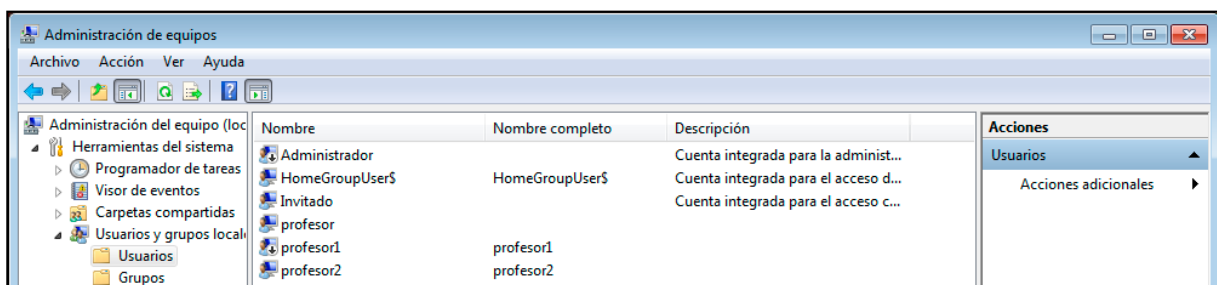 Administración de equipos
Archivo Acción Ver Ayuda
Administración del equipo (loc
Herramientas del sistema
Programador de tareas
Visor de eventos
Carpetas compartidas
Usuarios y grupos local
Usuarios
Grupos
Nombre Nombre completo Descripción
Administrador Cuenta integrada para la administ...
HomeGroupUser$ HomeGroupUser$ Cuenta integrada para el acceso d...
Invitado Cuenta integrada para el acceso c...
profesor
profesor1 profesor1
profesor2 profesor2
Acciones
Usuarios
Acciones adicionales